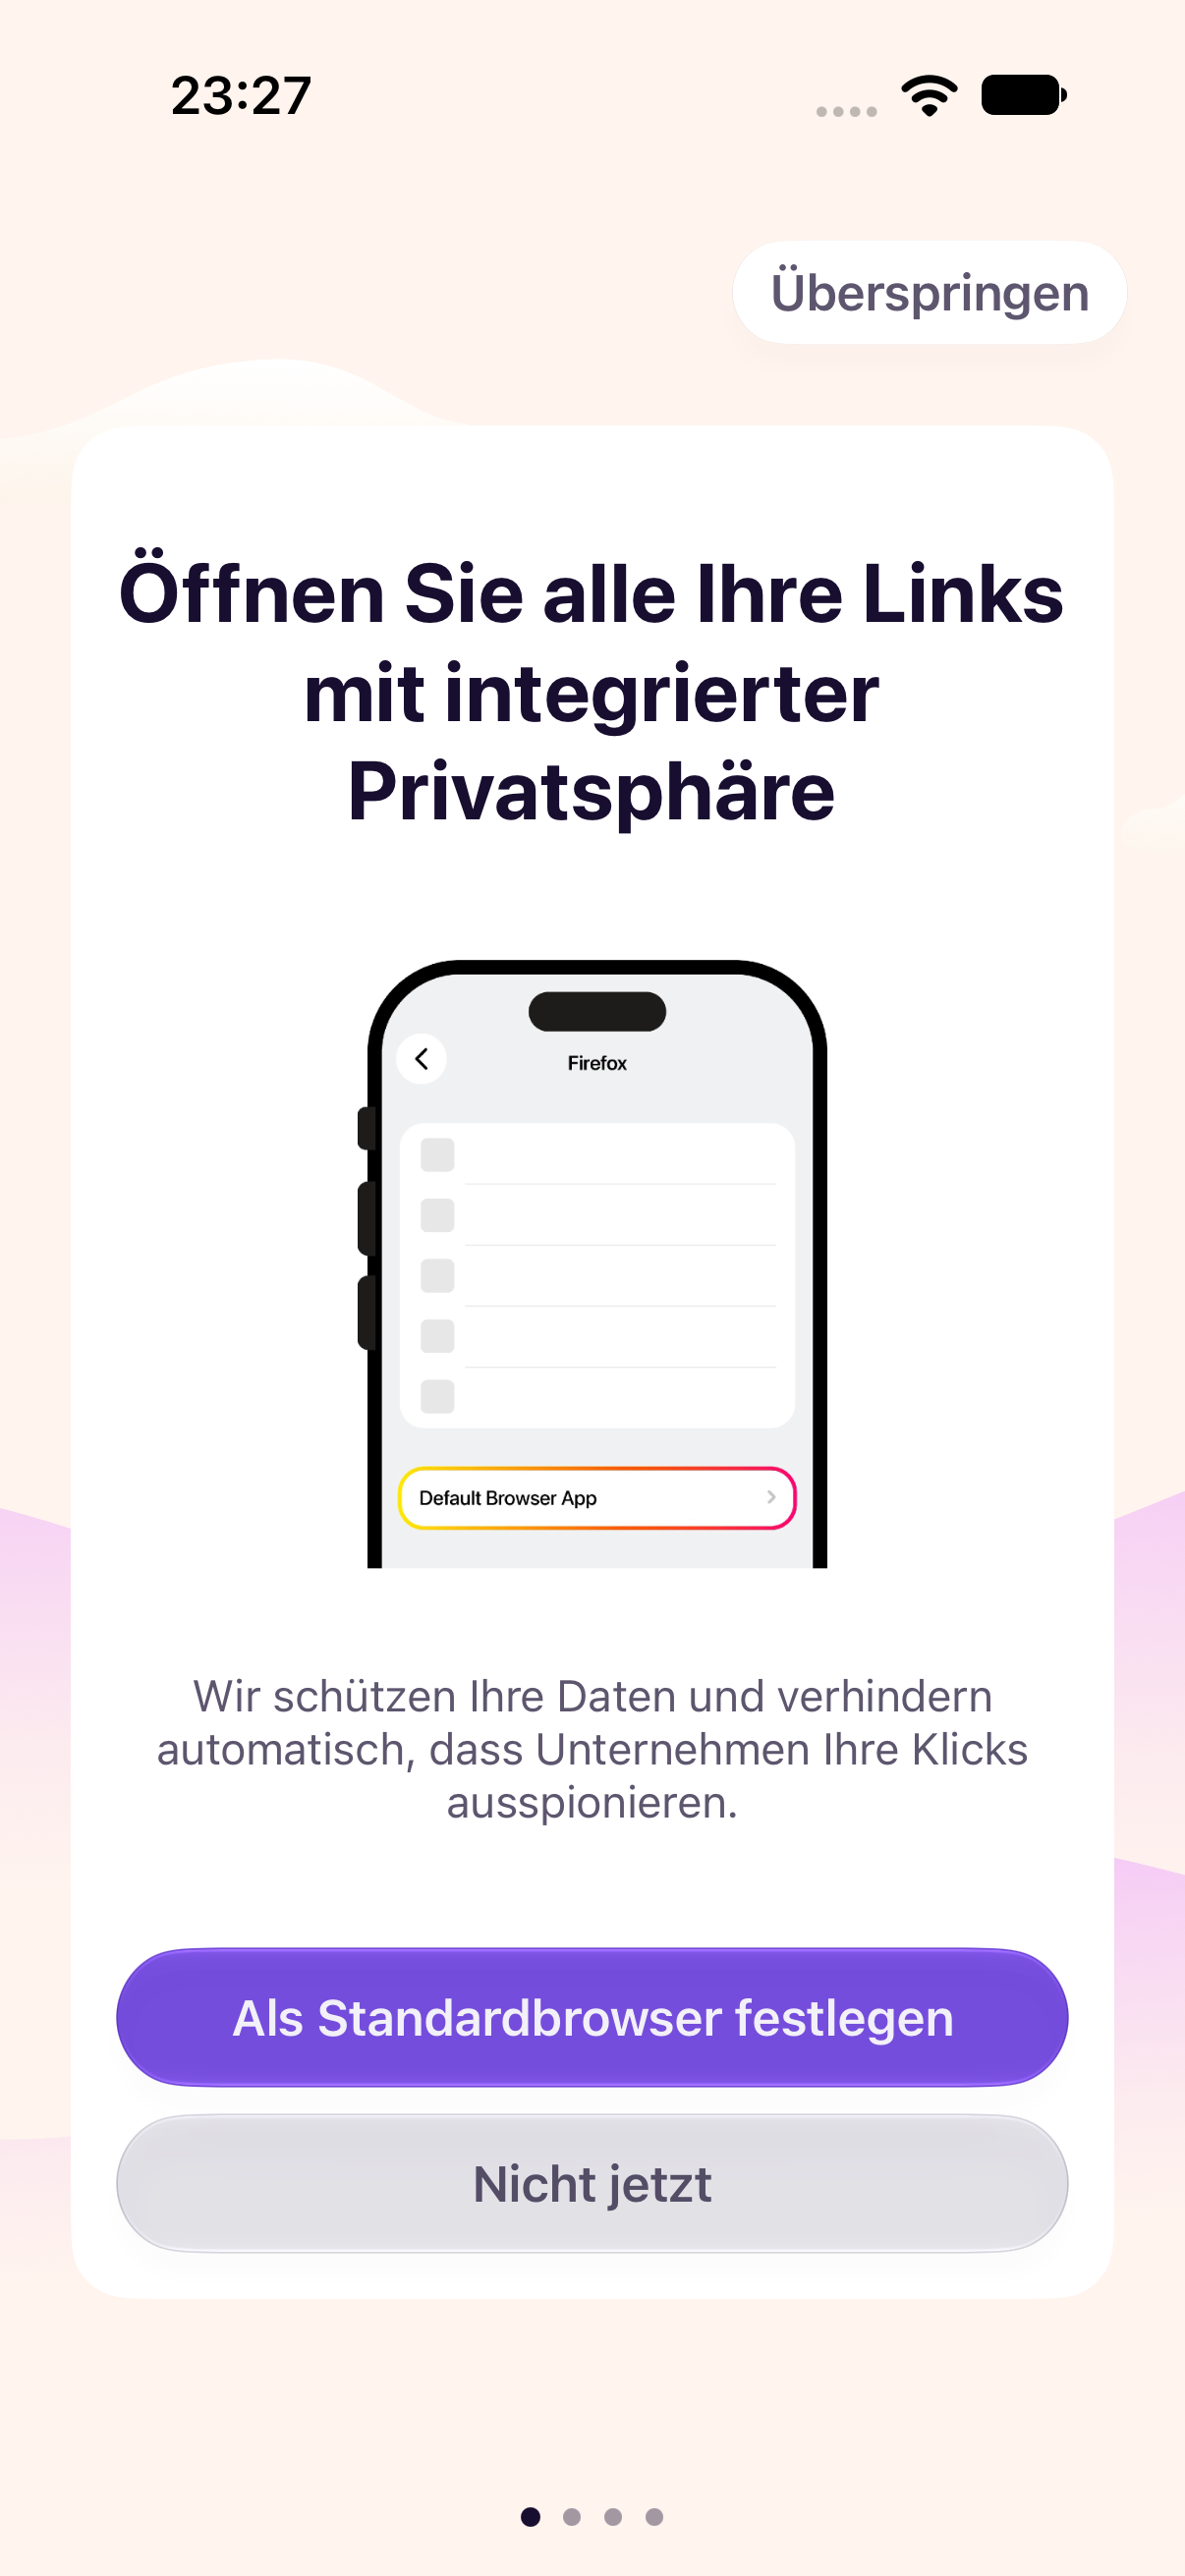 23:27
Überspringen
Öffnen Sie alle Ihre Links
mit integrierter
Privatsphäre
Firefox
Default Browser App
Wir schützen Ihre Daten und verhindern
automatisch, dass Unternehmen Ihre Klicks
ausspionieren.
Als Standardbrowser festlegen
Nicht jetzt